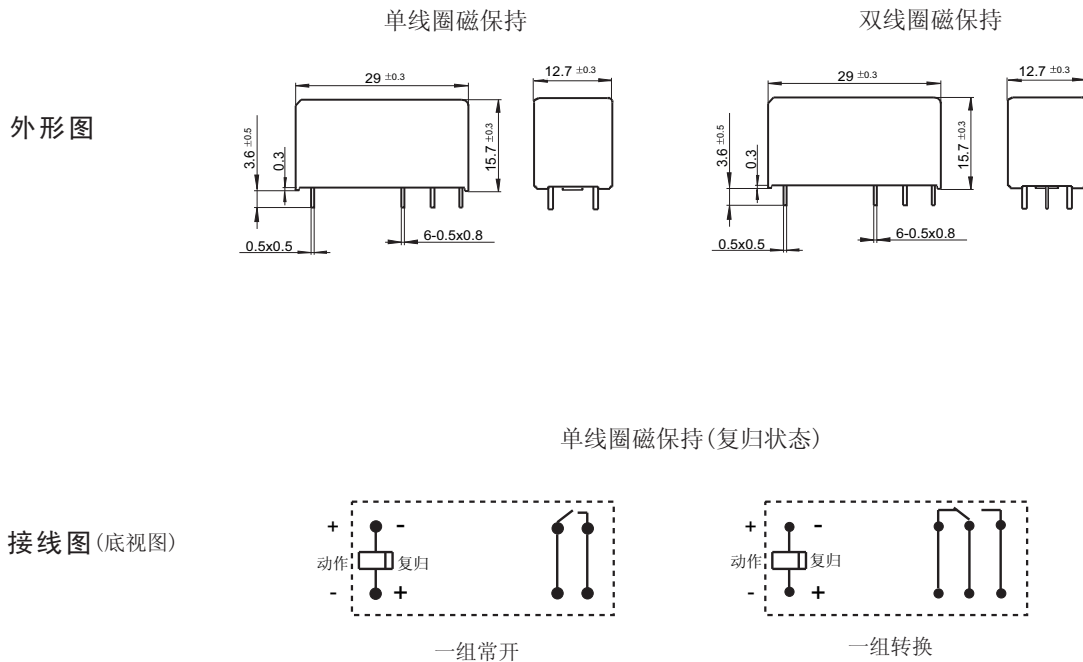 单线圈磁保持
双线圈磁保持
外形图
29 ±0.3
12.7 ±0.3
3.6 ±0.5
0.3
15.7 ±0.3
0.5x0.5
6-0.5x0.8
29 ±0.3
12.7 ±0.3
3.6 ±0.5
0.3
15.7 ±0.3
0.5x0.5
6-0.5x0.8
单线圈磁保持(复归状态)
接线图(底视图)
+ -
动作 复归
- +
一组常开
+ -
动作 复归
- +
一组转换